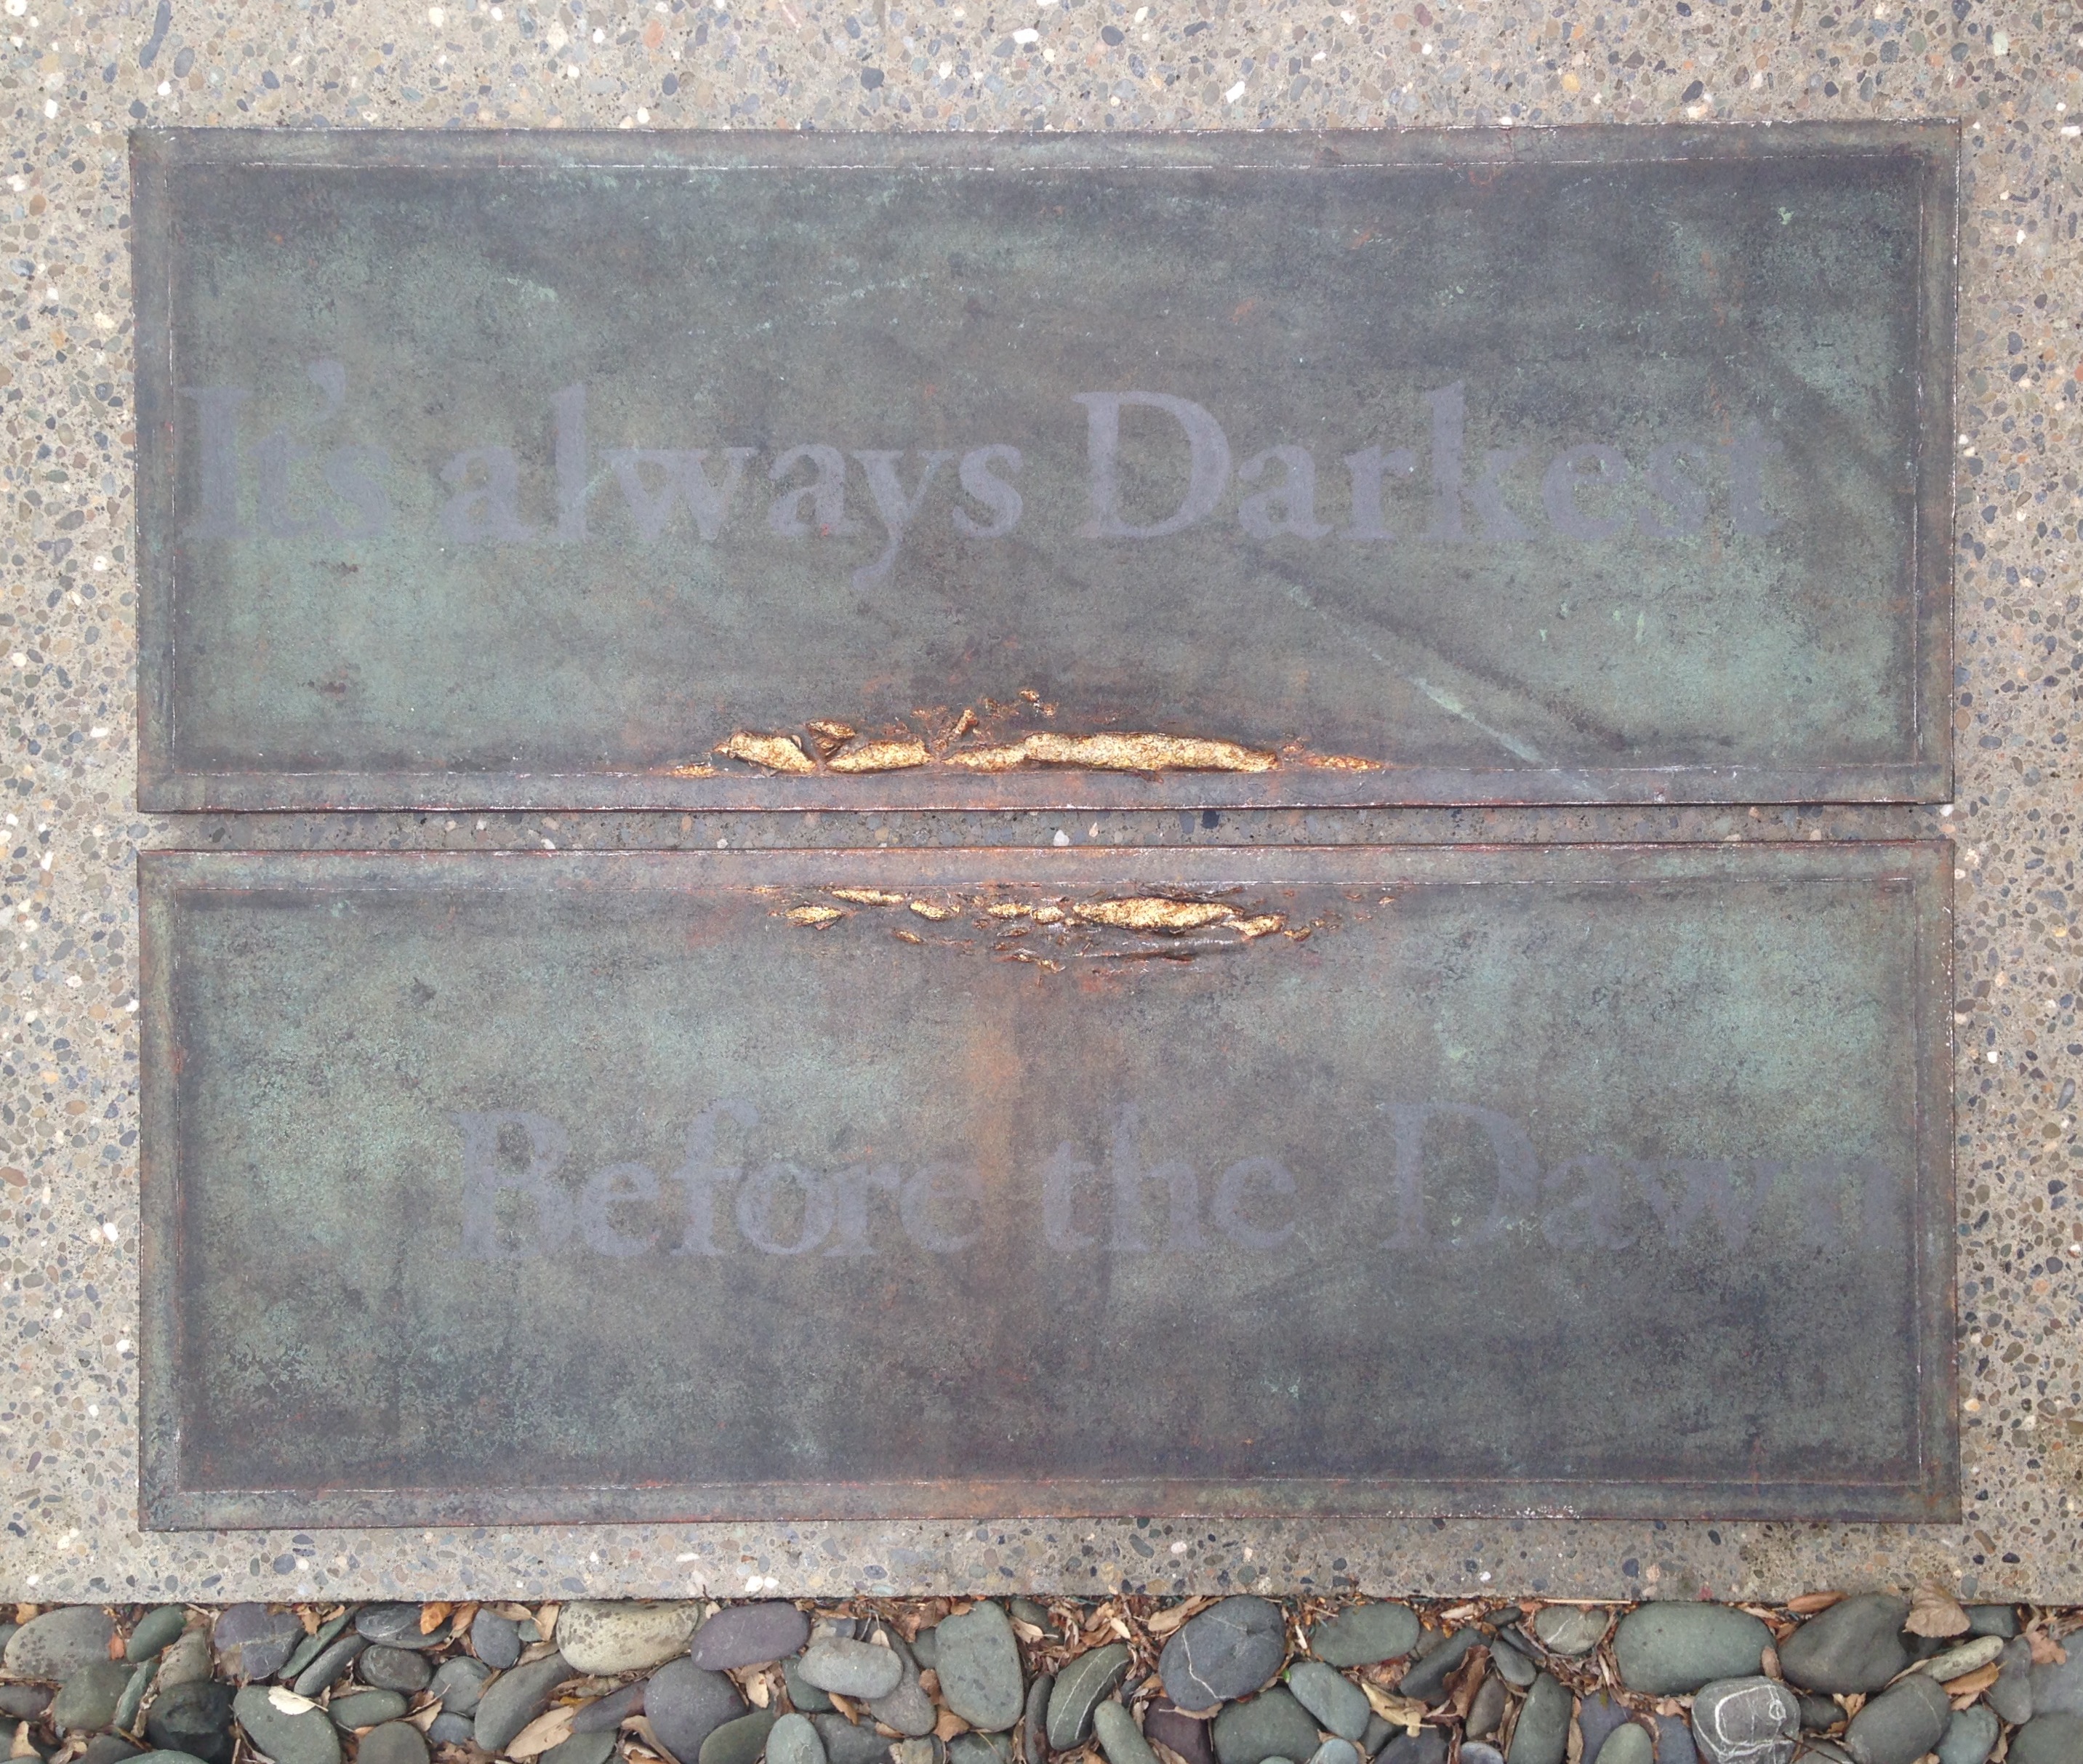 It's always Darkest
Before the Dawn